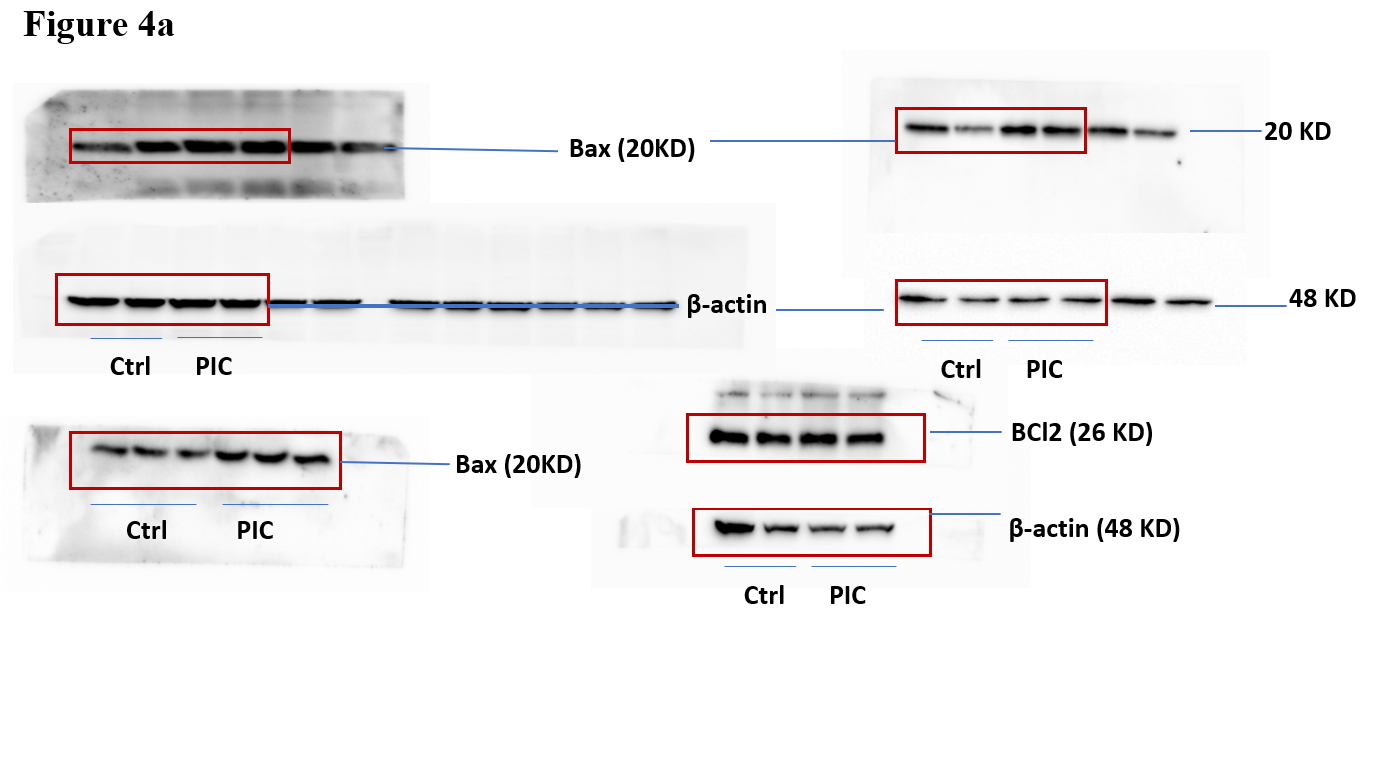 Figure 4a
Bax (20KD)
20 KD
β-actin
48 KD
Ctrl PIC
Ctrl PIC
BCl2 (26 KD)
Bax (20KD)
Ctrl PIC
β-actin (48 KD)
Ctrl PIC